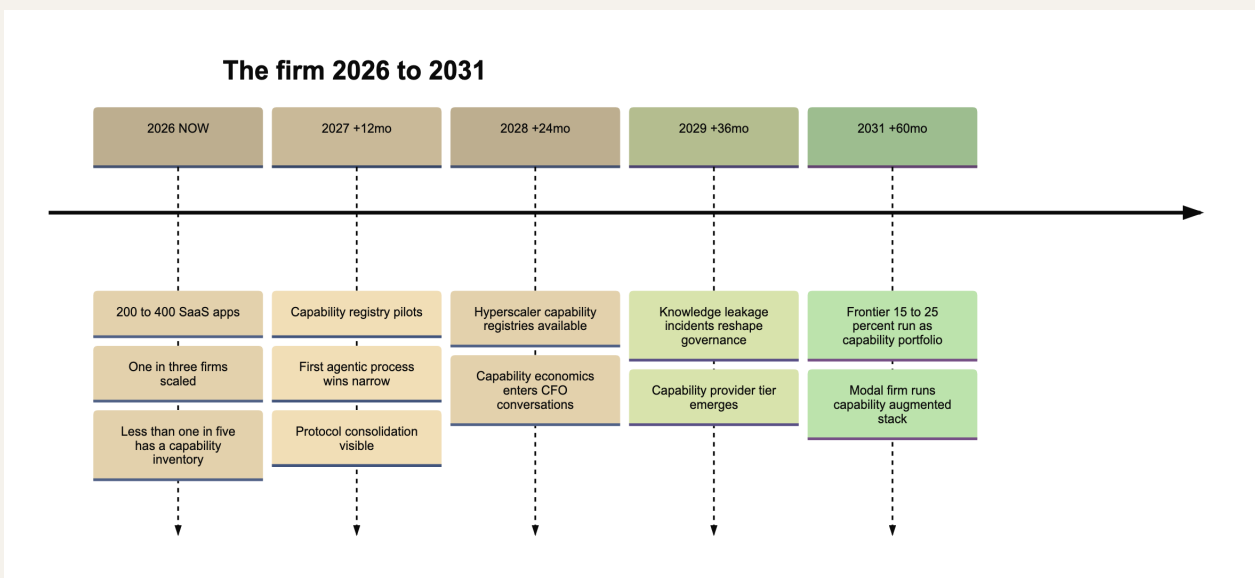 The firm 2026 to 2031
2026 NOW
2027 +12mo
2028 +24mo
2029 +36mo
2031 +60mo
200 to 400 SaaS apps
One in three firms
scaled
Less than one in five
has a capability
inventory
Capability registry pilots
First agentic process
wins narrow
Protocol consolidation
visible
Hyperscaler capability
registries available
Capability economics
enters CFO
conversations
Knowledge leakage
incidents reshape
governance
Capability provider tier
emerges
Frontier 15 to 25
percent run as
capability portfolio
Modal firm runs
capability augmented
stack